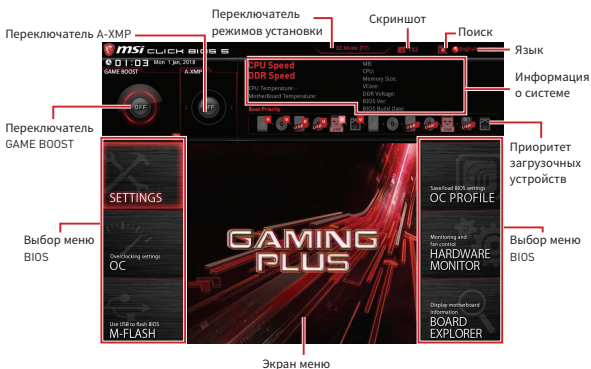 Переключатель
режимов установки
Скриншот
Поиск
Переключатель A-XMP
Язык
msi CLICK BIOS 5
EZ Mode (F7)
F12
English
01:03 Mon 1 Jan, 2018
GAME BOOST
A-XMP
OFF
OFF
CPU Speed
DDR Speed
CPU Temperature: -
MotherBoard Temperature:
MB:
CPU:
Memory Size:
VCore:
DDR Voltage:
BIOS Ver:
BIOS Build Date:
Boot Priority
Информация
о системе
Переключатель
GAME BOOST
Приоритет
загрузочных
устройств
SETTINGS
Overclocking settings
OC
Use USB to flash BIOS
M-FLASH
GAMING
PLUS
Save/load BIOS settings
OC PROFILE
Monitoring and
fan control
HARDWARE
MONITOR
Display motherboard
information
BOARD
EXPLORER
Выбор меню
BIOS
Выбор меню
BIOS
Экран меню